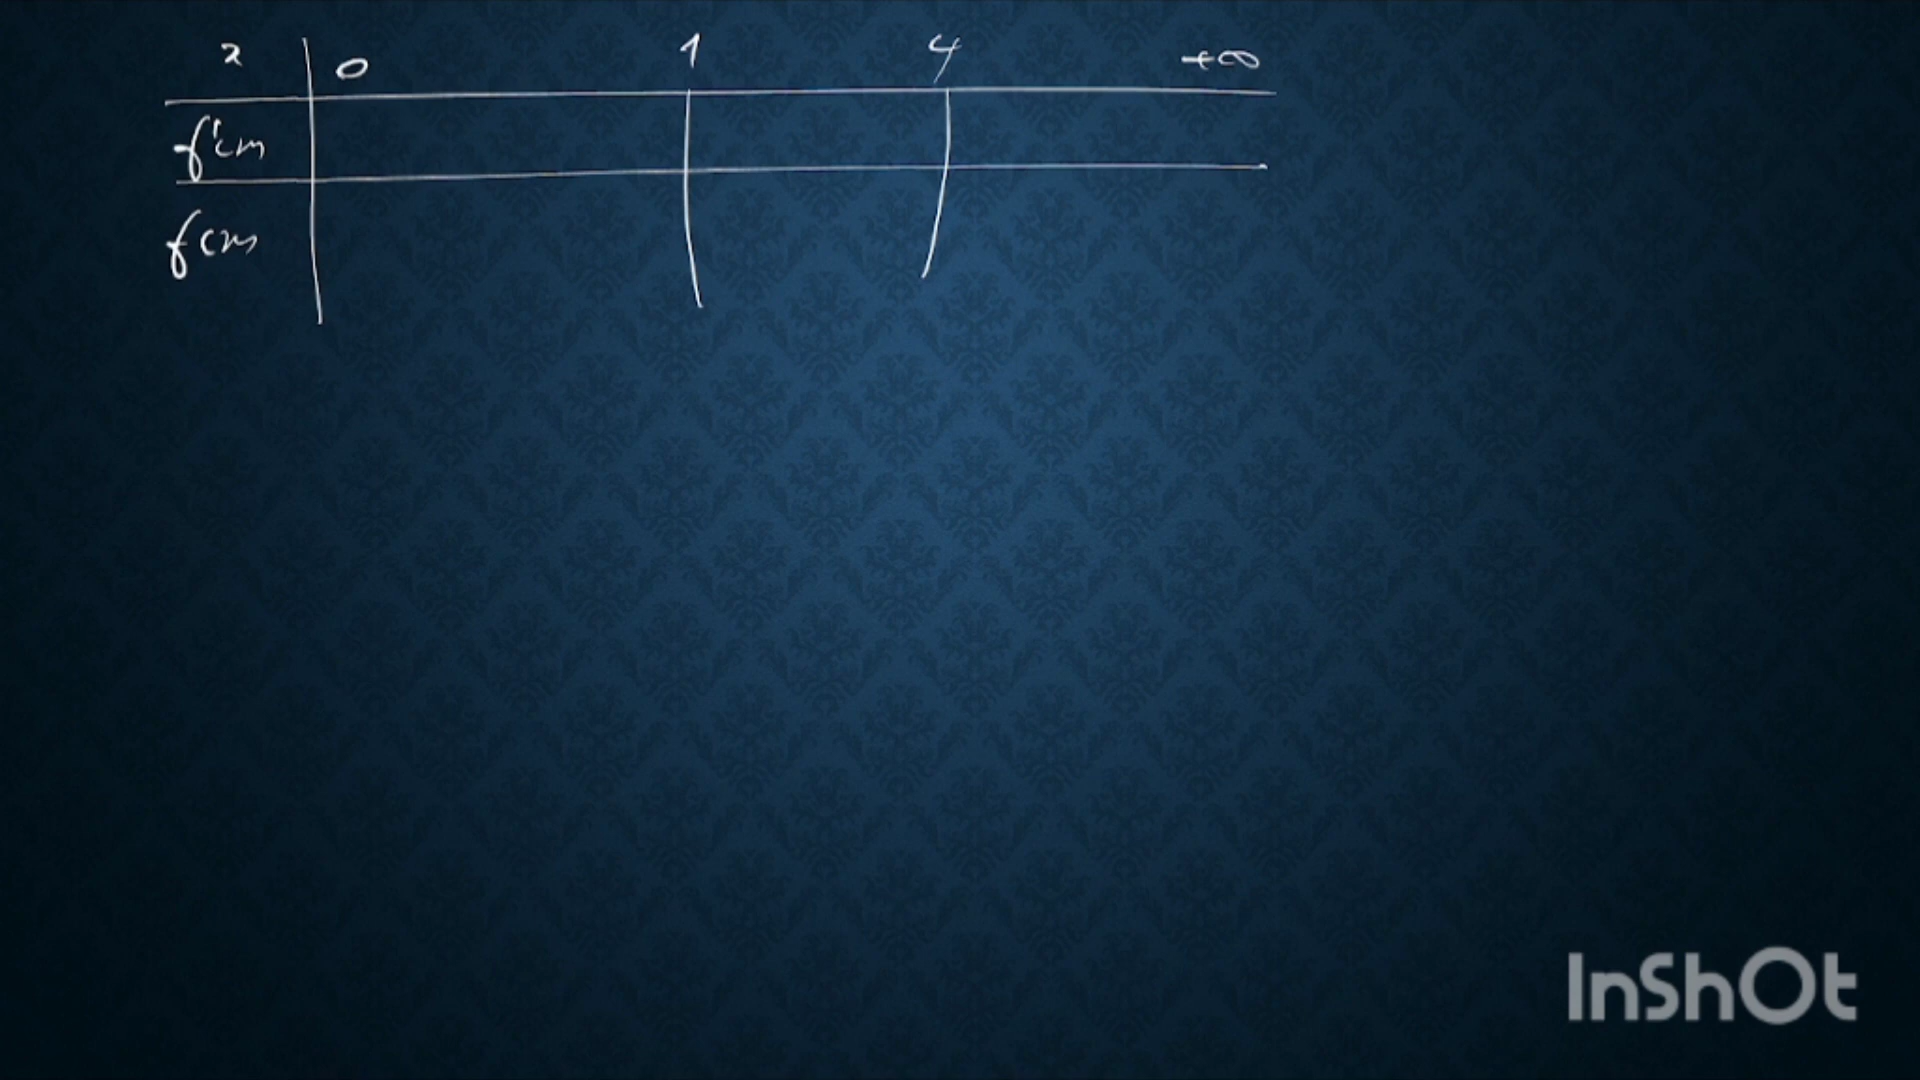 x 0 1 4 +∞
f'(x)
f(x)
InShOt